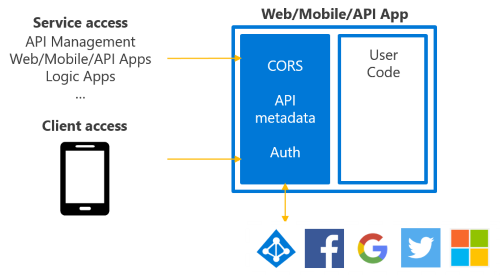 Service access
API Management
Web/Mobile/API Apps
Logic Apps
...
Client access
Web/Mobile/API App
CORS
API
metadata
Auth
User
Code